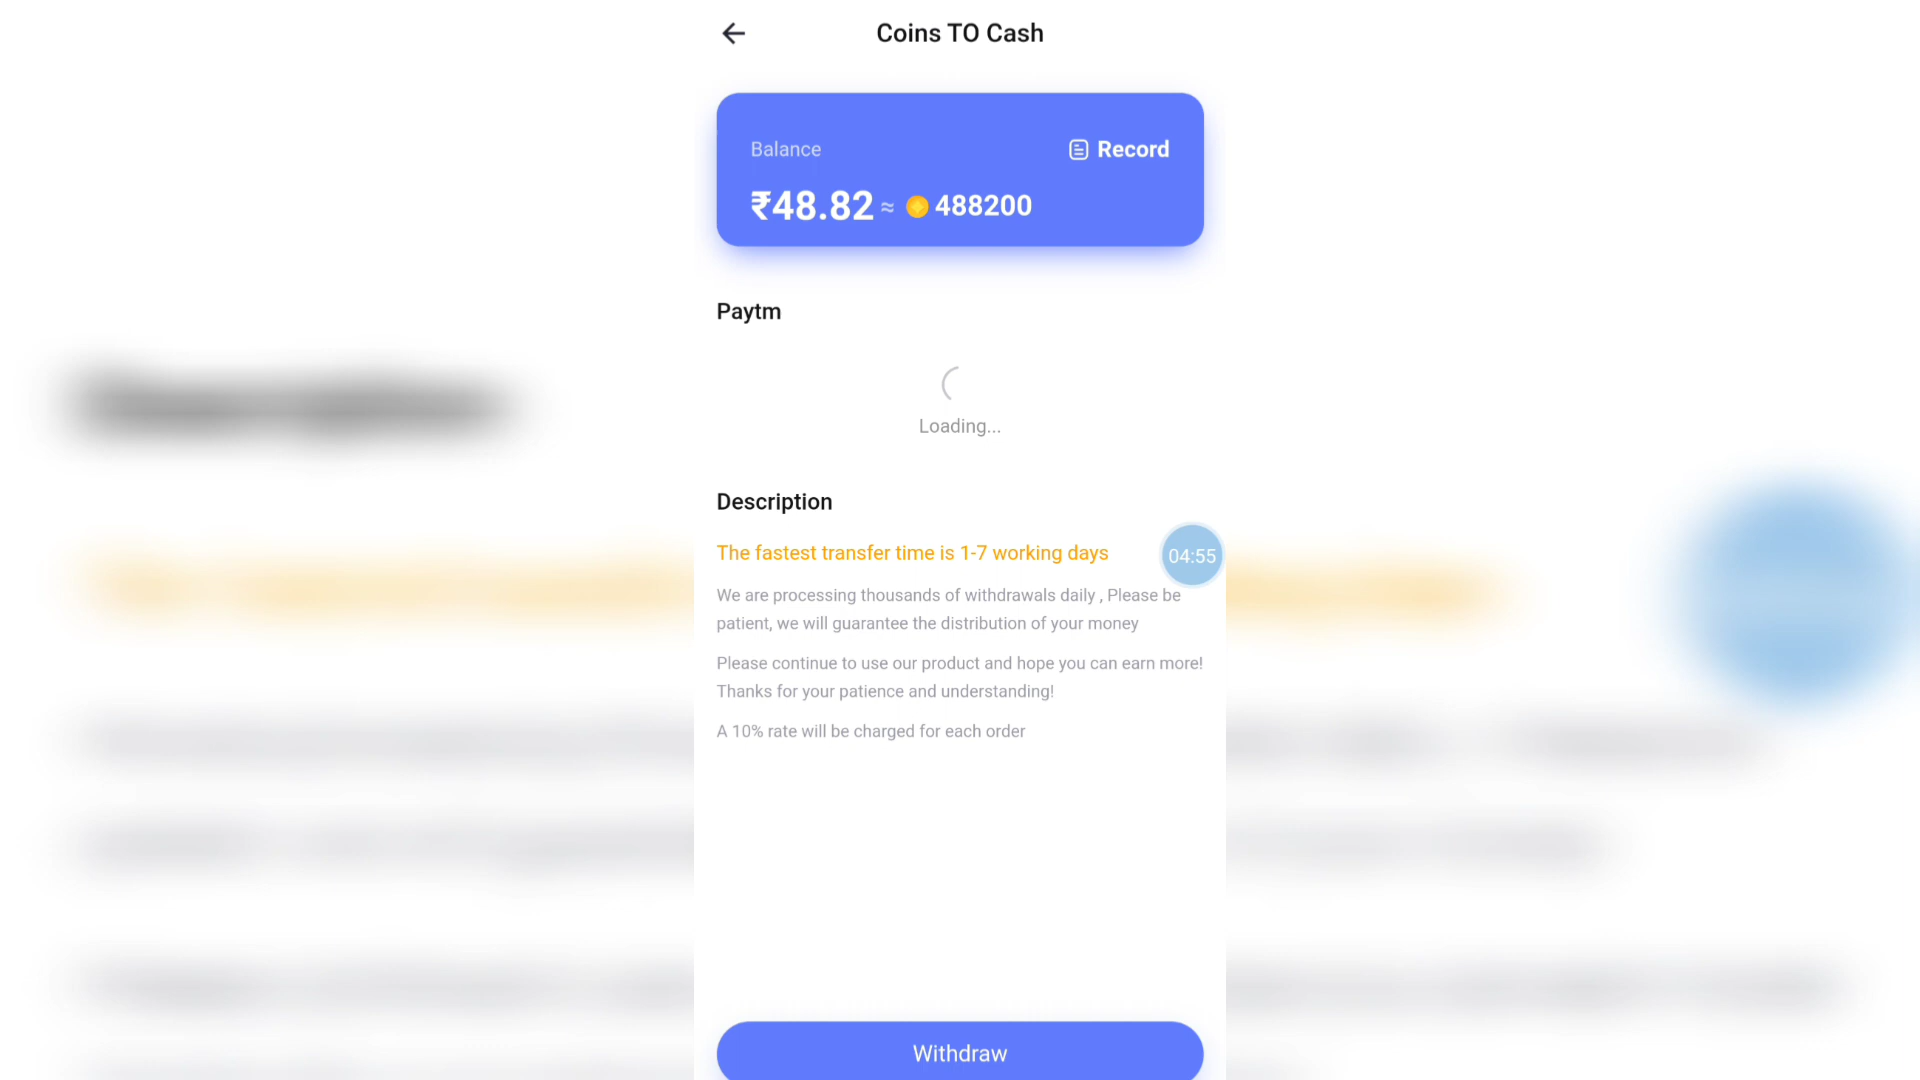 Coins TO Cash
Balance
Record
₹48.82 ≈ 488200
Paytm
Loading...
Description
The fastest transfer time is 1-7 working days
04:55
We are processing thousands of withdrawals daily , Please be
patient, we will guarantee the distribution of your money
Please continue to use our product and hope you can earn more!
Thanks for your patience and understanding!
A 10% rate will be charged for each order
Withdraw